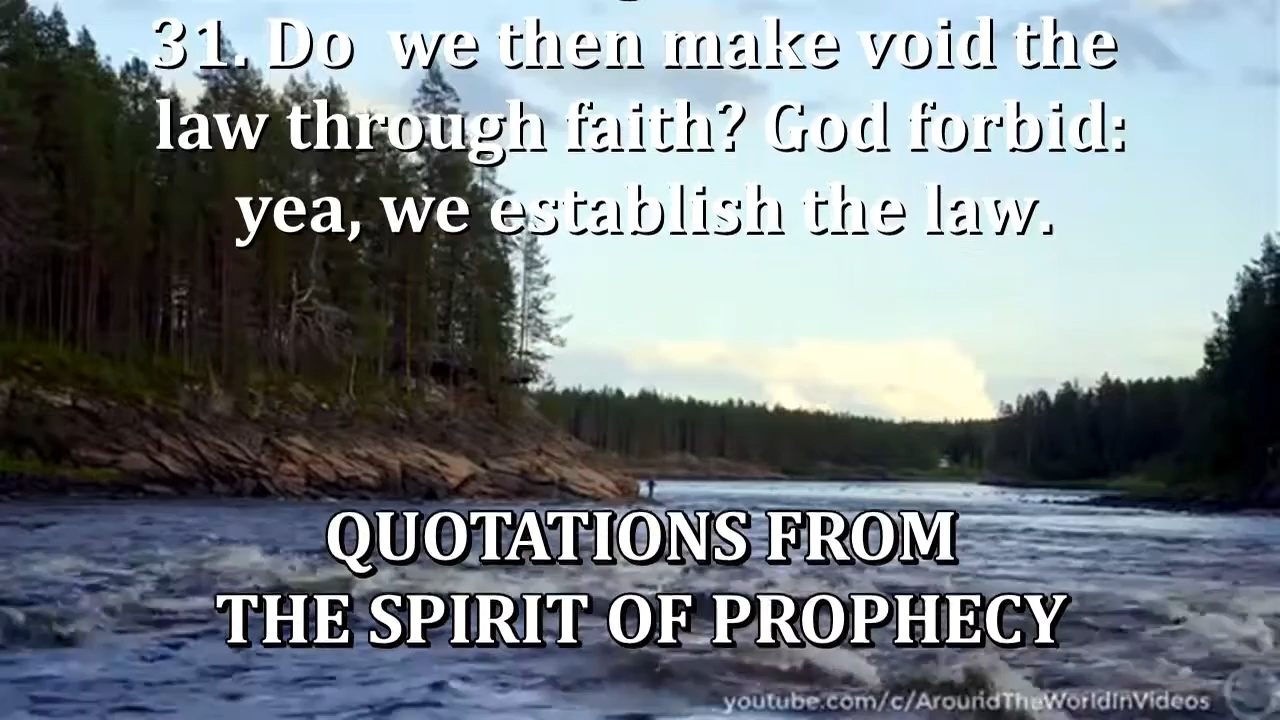 31. Do we then make void the
law through faith? God forbid:
yea, we establish the law.
QUOTATIONS FROM
THE SPIRIT OF PROPHECY
youtube.com/c/AroundTheWorldInVideos